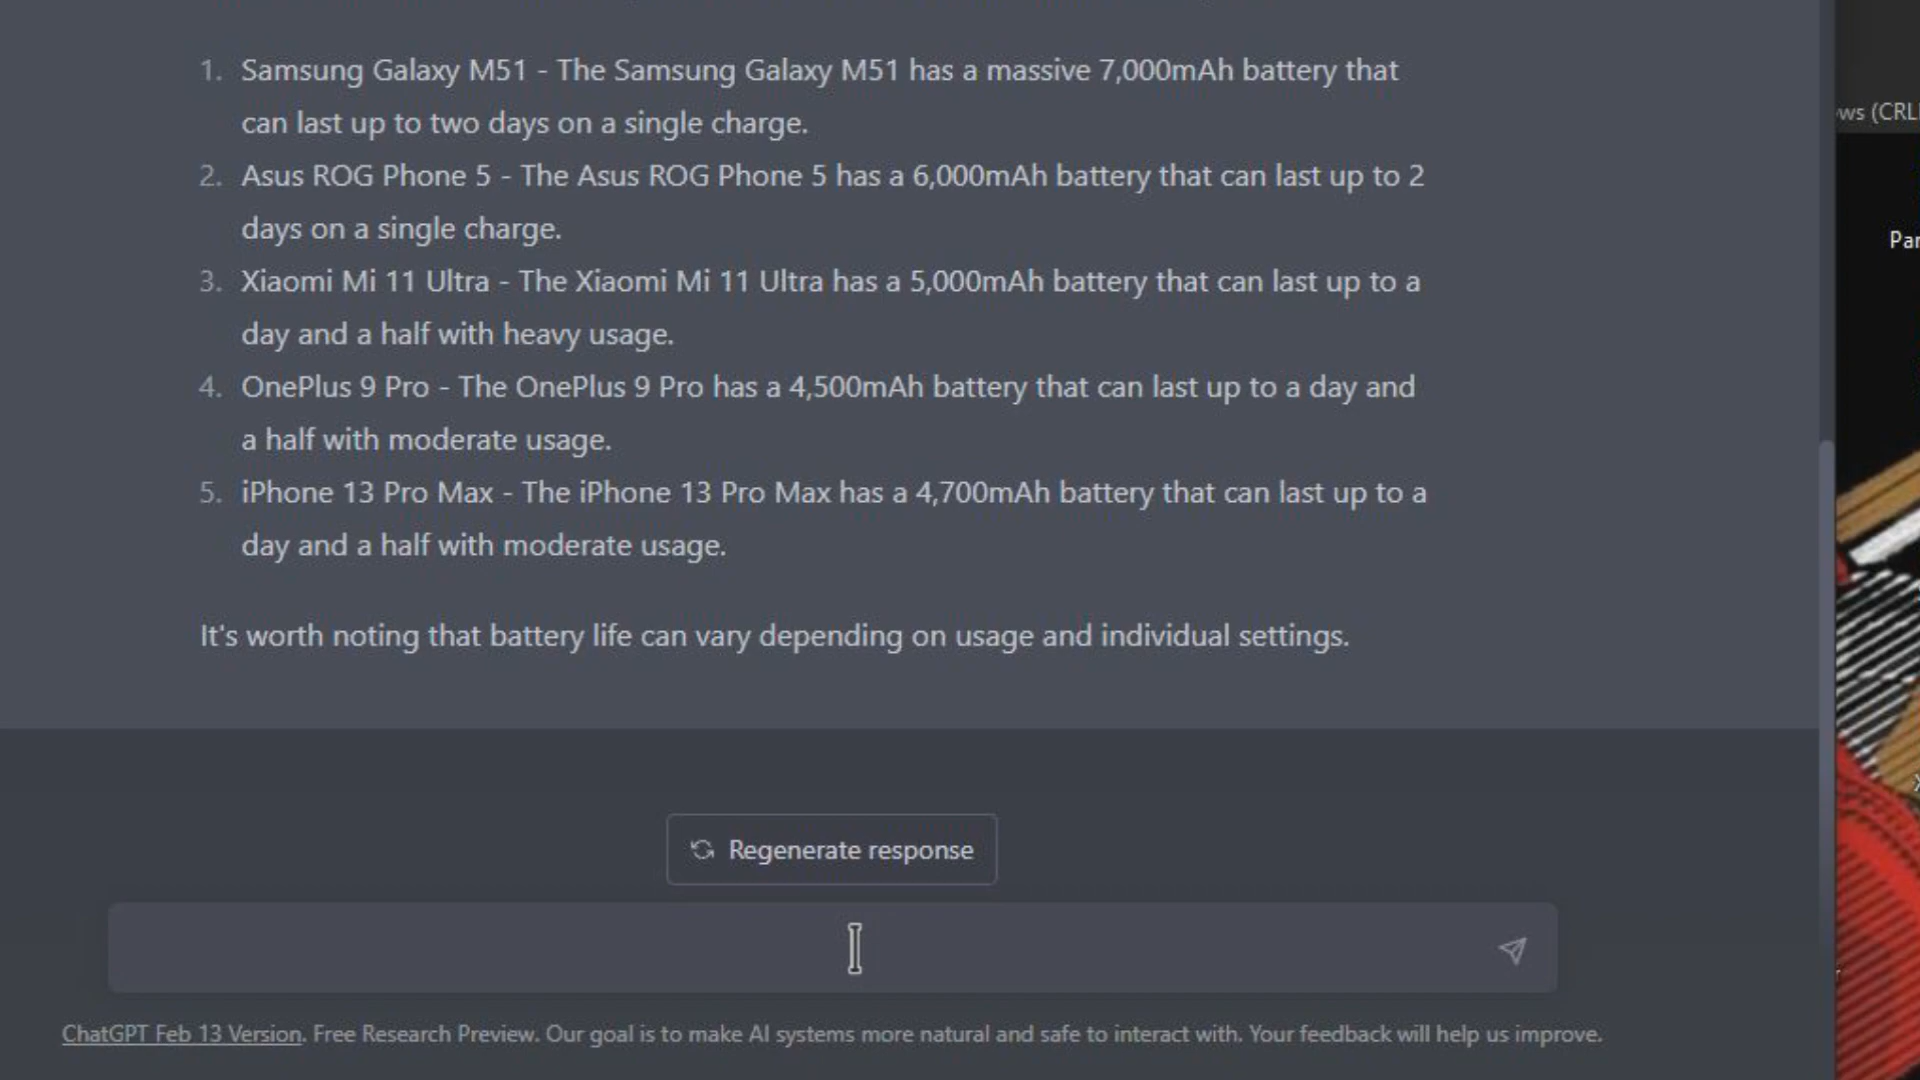 1. Samsung Galaxy M51 - The Samsung Galaxy M51 has a massive 7,000mAh battery that
can last up to two days on a single charge.
2. Asus ROG Phone 5 - The Asus ROG Phone 5 has a 6,000mAh battery that can last up to 2
days on a single charge.
3. Xiaomi Mi 11 Ultra - The Xiaomi Mi 11 Ultra has a 5,000mAh battery that can last up to a
day and a half with heavy usage.
4. OnePlus 9 Pro - The OnePlus 9 Pro has a 4,500mAh battery that can last up to a day and
a half with moderate usage.
5. iPhone 13 Pro Max - The iPhone 13 Pro Max has a 4,700mAh battery that can last up to a
day and a half with moderate usage.
It's worth noting that battery life can vary depending on usage and individual settings.
Regenerate response
ChatGPT Feb 13 Version. Free Research Preview. Our goal is to make AI systems more natural and safe to interact with. Your feedback will help us improve.
ws (CRL
Par